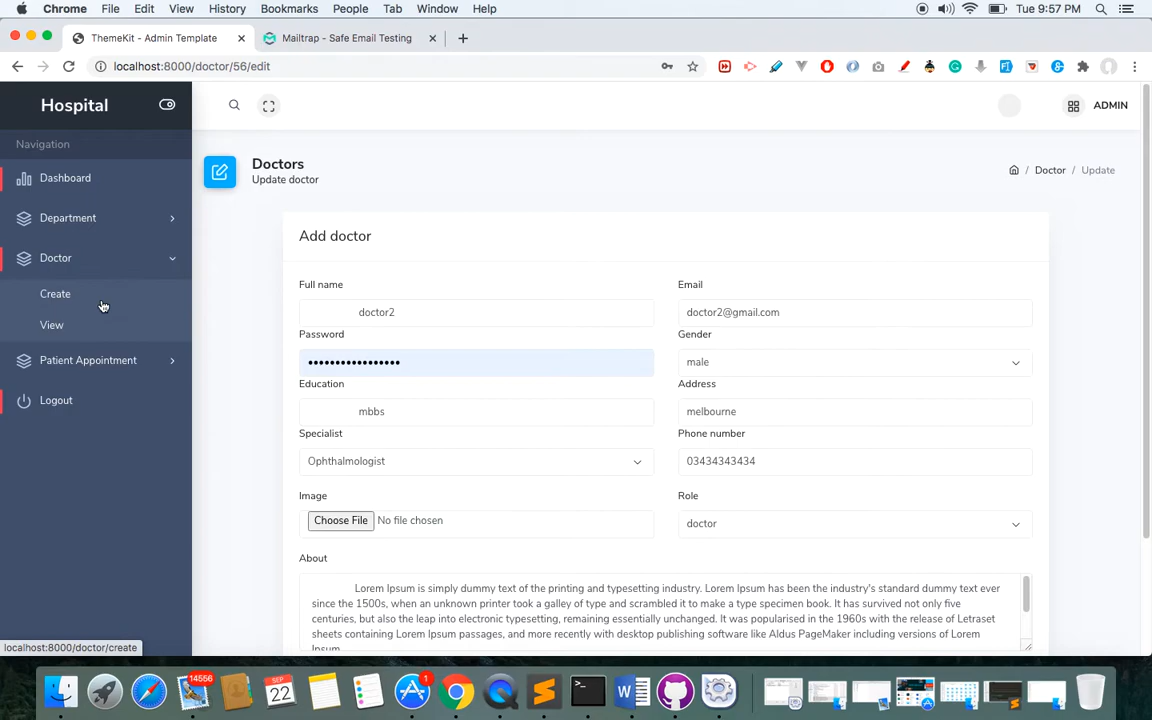 Chrome File Edit View History Bookmarks People Tab Window Help Tue 9:57 PM
ThemeKit - Admin Template Mailtrap - Safe Email Testing
localhost:8000/doctor/56/edit
Hospital
ADMIN
Navigation
Dashboard
Department
Doctor
Create
View
Patient Appointment
Logout
Doctors
Update doctor
/ Doctor / Update
Add doctor
Full name Email
doctor2 doctor2@gmail.com
Password Gender
••••••••••••••••• male
Education Address
mbbs melbourne
Specialist Phone number
Ophthalmologist 03434343434
Image Role
Choose File No file chosen doctor
About
Lorem Ipsum is simply dummy text of the printing and typesetting industry. Lorem Ipsum has been the industry's standard dummy text ever
since the 1500s, when an unknown printer took a galley of type and scrambled it to make a type specimen book. It has survived not only five
centuries, but also the leap into electronic typesetting, remaining essentially unchanged. It was popularised in the 1960s with the release of Letraset
sheets containing Lorem Ipsum passages, and more recently with desktop publishing software like Aldus PageMaker including versions of Lorem
Ipsum.
localhost:8000/doctor/create
14556
SEP
22
1